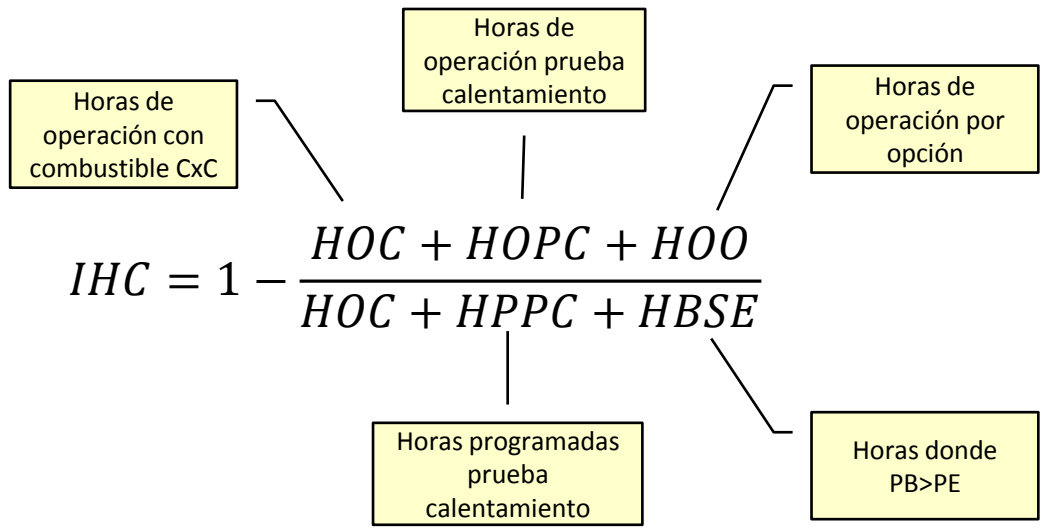 Horas de
operación prueba
calentamiento
Horas de
operación con
combustible CxC
Horas de
operación por
opción
IHC = 1 − (HOC + HOPC + HOO) / (HOC + HPPC + HBSE)
Horas programadas
prueba
calentamiento
Horas donde
PB>PE